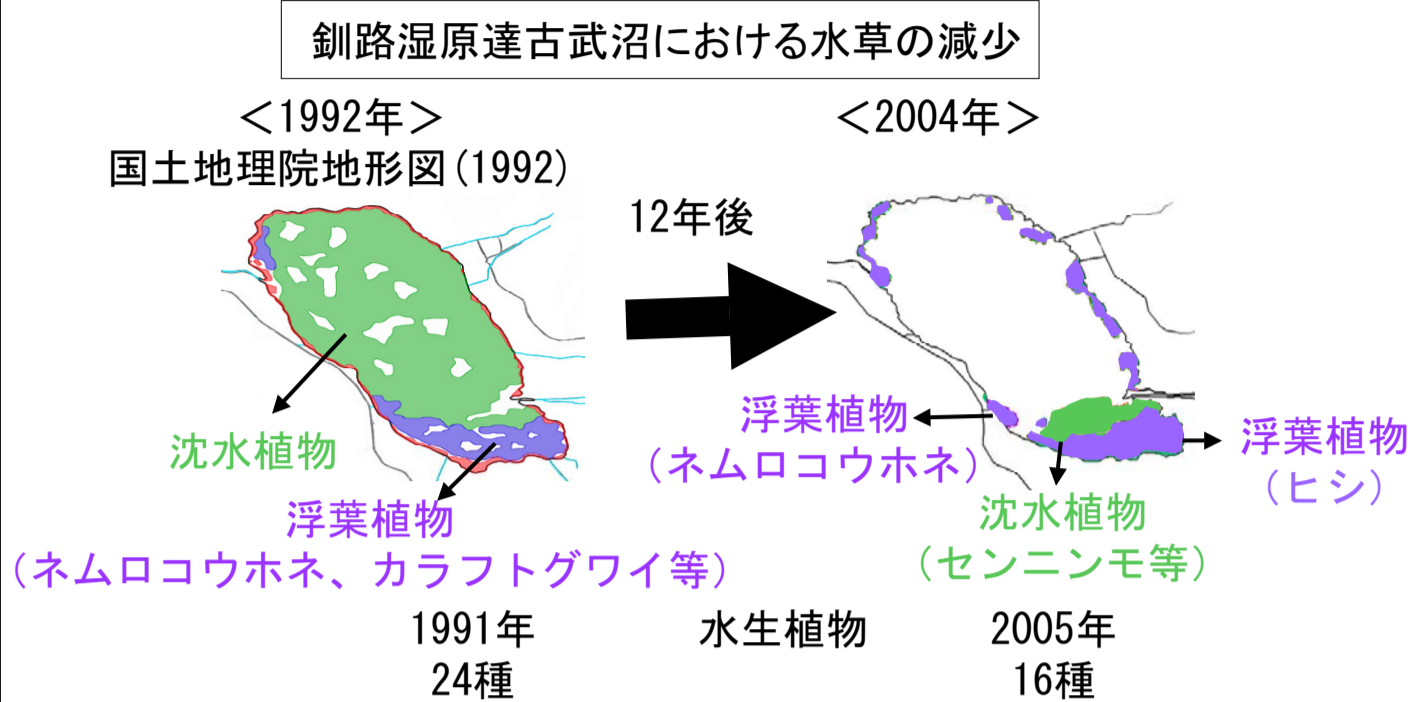 釧路湿原達古武沼における水草の減少
＜1992年＞
国土地理院地形図(1992)
＜2004年＞
12年後
沈水植物
浮葉植物
（ネムロコウホネ、カラフトグワイ等）
浮葉植物
（ネムロコウホネ）
浮葉植物
（ヒシ）
沈水植物
（センニンモ等）
1991年
24種
水生植物
2005年
16種